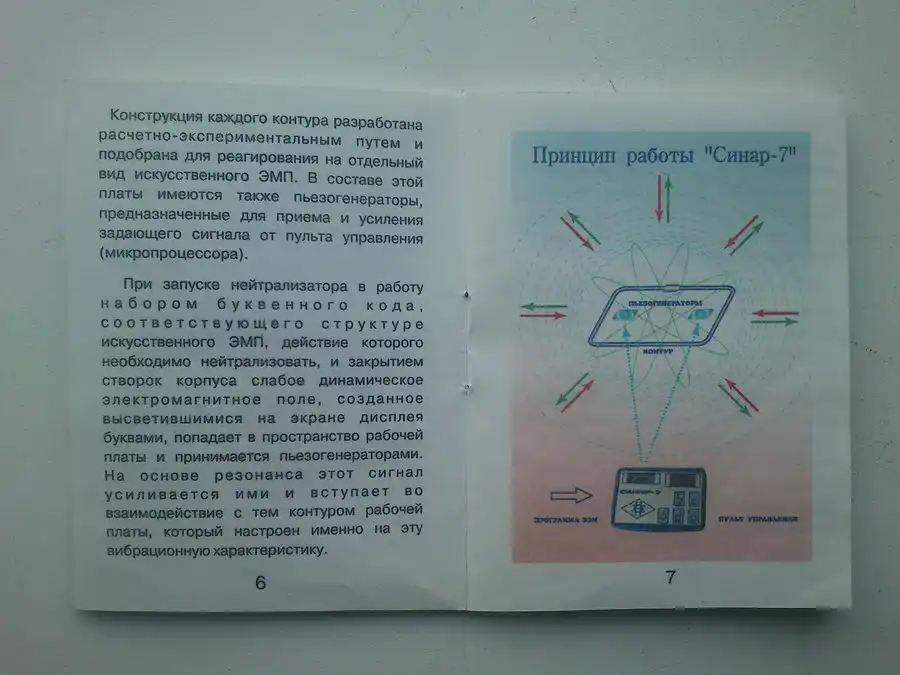 Конструкция каждого контура разработана
расчетно-экспериментальным путем и
подобрана для реагирования на отдельный
вид искусственного ЭМП. В составе этой
платы имеются также пьезогенераторы,
предназначенные для приема и усиления
задающего сигнала от пульта управления
(микропроцессора).
При запуске нейтрализатора в работу
набором буквенного кода,
соответствующего структуре
искусственного ЭМП, действие которого
необходимо нейтрализовать, и закрытием
створок корпуса слабое динамическое
электромагнитное поле, созданное
высветившимися на экране дисплея
буквами, попадает в пространство рабочей
платы и принимается пьезогенераторами.
На основе резонанса этот сигнал
усиливается ими и вступает во
взаимодействие с тем контуром рабочей
платы, который настроен именно на эту
вибрационную характеристику.
6
Принцип работы "Синар-7"
ПЬЕЗОГЕНЕРАТОРЫ
КОНТУР
СИНАР-7
ПРОГРАММА ЭВМ
ПУЛЬТ УПРАВЛЕНИЯ
7